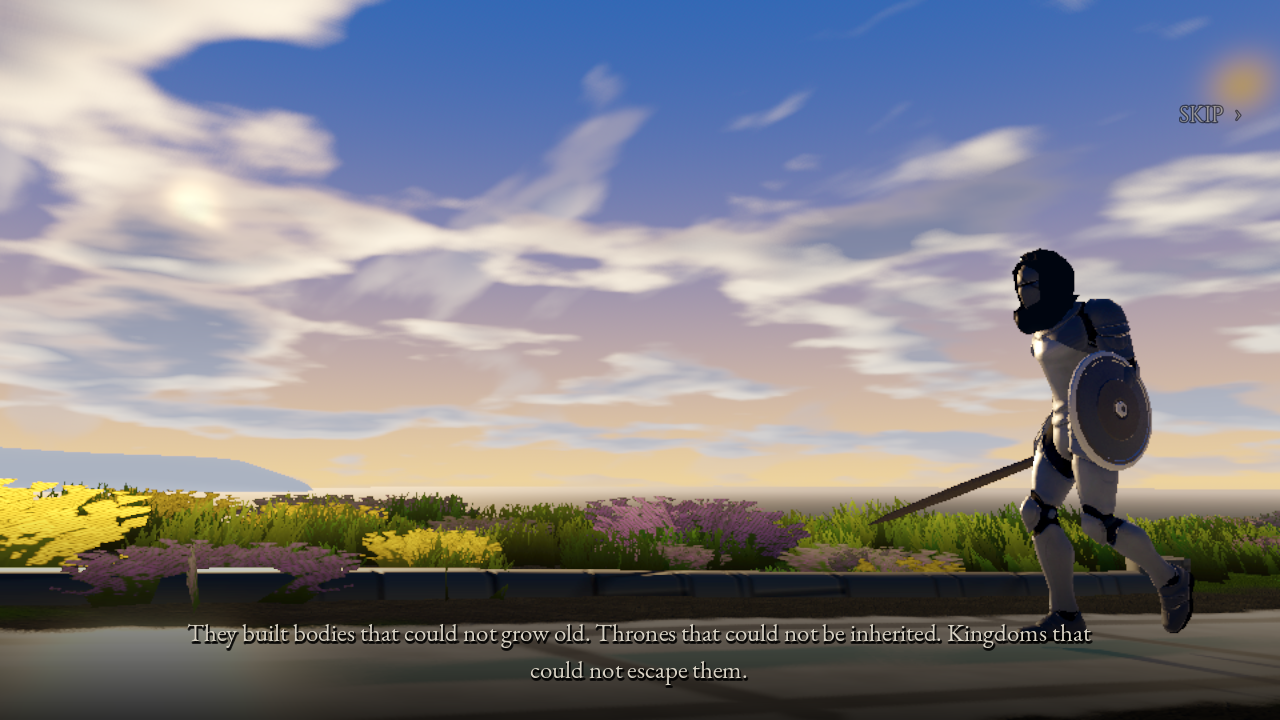 SKIP ›
They built bodies that could not grow old. Thrones that could not be inherited. Kingdoms that
could not escape them.